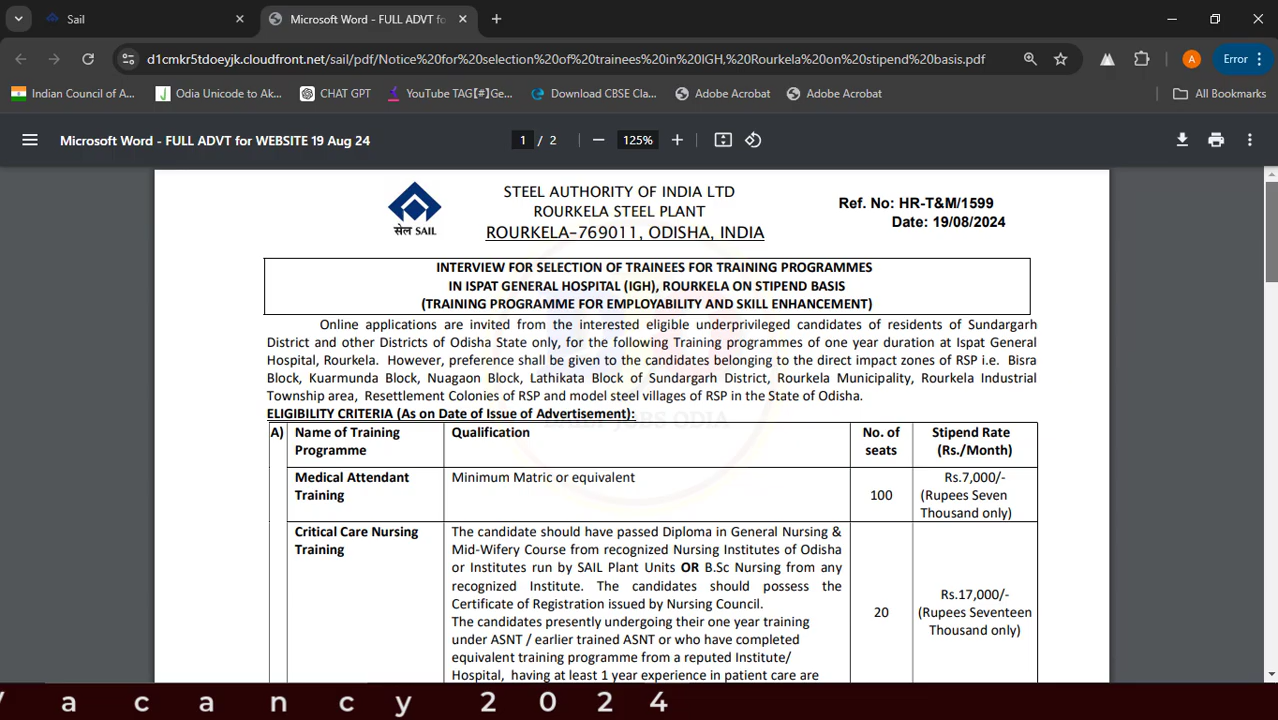 Sail
Microsoft Word - FULL ADVT fo
d1cmkr5tdoeyjk.cloudfront.net/sail/pdf/Notice%20for%20selection%20of%20trainees%20in%20IGH,%20Rourkela%20on%20stipend%20basis.pdf
A
Error
Indian Council of A...
Odia Unicode to Ak...
CHAT GPT
YouTube TAG【#】Ge...
Download CBSE Cla...
Adobe Acrobat
Adobe Acrobat
All Bookmarks
Microsoft Word - FULL ADVT for WEBSITE 19 Aug 24
1 / 2
125%
STEEL AUTHORITY OF INDIA LTD
ROURKELA STEEL PLANT
ROURKELA-769011, ODISHA, INDIA
सेल SAIL
Ref. No: HR-T&M/1599
Date: 19/08/2024
INTERVIEW FOR SELECTION OF TRAINEES FOR TRAINING PROGRAMMES
IN ISPAT GENERAL HOSPITAL (IGH), ROURKELA ON STIPEND BASIS
(TRAINING PROGRAMME FOR EMPLOYABILITY AND SKILL ENHANCEMENT)
Online applications are invited from the interested eligible underprivileged candidates of residents of Sundargarh
District and other Districts of Odisha State only, for the following Training programmes of one year duration at Ispat General
Hospital, Rourkela. However, preference shall be given to the candidates belonging to the direct impact zones of RSP i.e. Bisra
Block, Kuarmunda Block, Nuagaon Block, Lathikata Block of Sundargarh District, Rourkela Municipality, Rourkela Industrial
Township area, Resettlement Colonies of RSP and model steel villages of RSP in the State of Odisha.
ELIGIBILITY CRITERIA (As on Date of Issue of Advertisement):
A)
Name of Training
Programme
Qualification
No. of
seats
Stipend Rate
(Rs./Month)
Medical Attendant
Training
Minimum Matric or equivalent
100
Rs.7,000/-
(Rupees Seven
Thousand only)
Critical Care Nursing
Training
The candidate should have passed Diploma in General Nursing &
Mid-Wifery Course from recognized Nursing Institutes of Odisha
or Institutes run by SAIL Plant Units OR B.Sc Nursing from any
recognized Institute. The candidates should possess the
Certificate of Registration issued by Nursing Council.
The candidates presently undergoing their one year training
under ASNT / earlier trained ASNT or who have completed
equivalent training programme from a reputed Institute/
Hospital, having at least 1 year experience in patient care are
20
Rs.17,000/-
(Rupees Seventeen
Thousand only)
Vacancy 2024